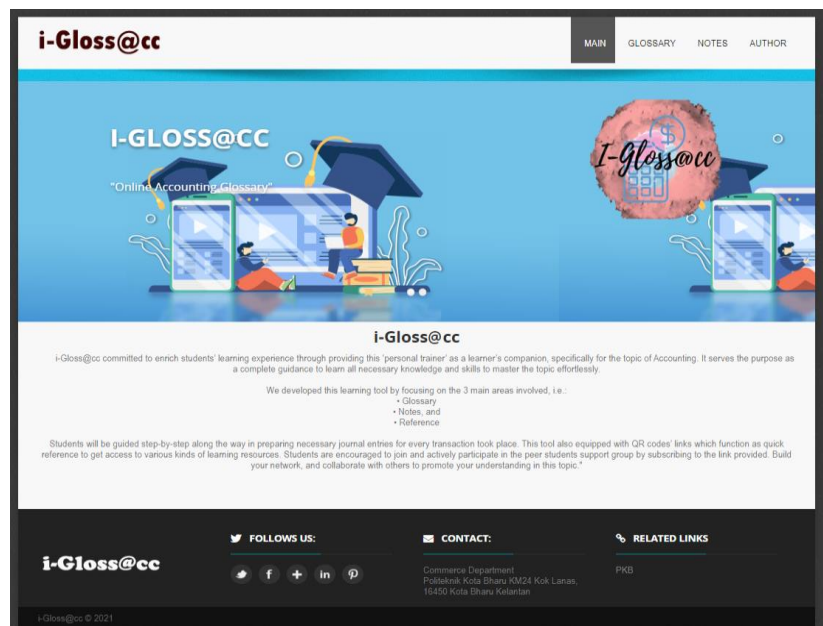 i-Gloss@cc
MAIN GLOSSARY NOTES AUTHOR
I-GLOSS@CC
"Online Accounting Glossary"
I-Gloss@cc
i-Gloss@cc
i-Gloss@cc committed to enrich students' learning experience through providing this 'personal trainer' as a learner's companion, specifically for the topic of Accounting. It serves the purpose as
a complete guidance to learn all necessary knowledge and skills to master the topic effortlessly.
We developed this learning tool by focusing on the 3 main areas involved, i.e.:
• Glossary
• Notes, and
• Reference
Students will be guided step-by-step along the way in preparing necessary journal entries for every transaction took place. This tool also equipped with QR codes' links which function as quick
reference to get access to various kinds of learning resources. Students are encouraged to join and actively participate in the peer students support group by subscribing to the link provided. Build
your network, and collaborate with others to promote your understanding in this topic."
i-Gloss@cc
FOLLOWS US:
CONTACT:
Commerce Department
Politeknik Kota Bharu KM24 Kok Lanas,
16450 Kota Bharu Kelantan
RELATED LINKS
PKB
i-Gloss@cc © 2021